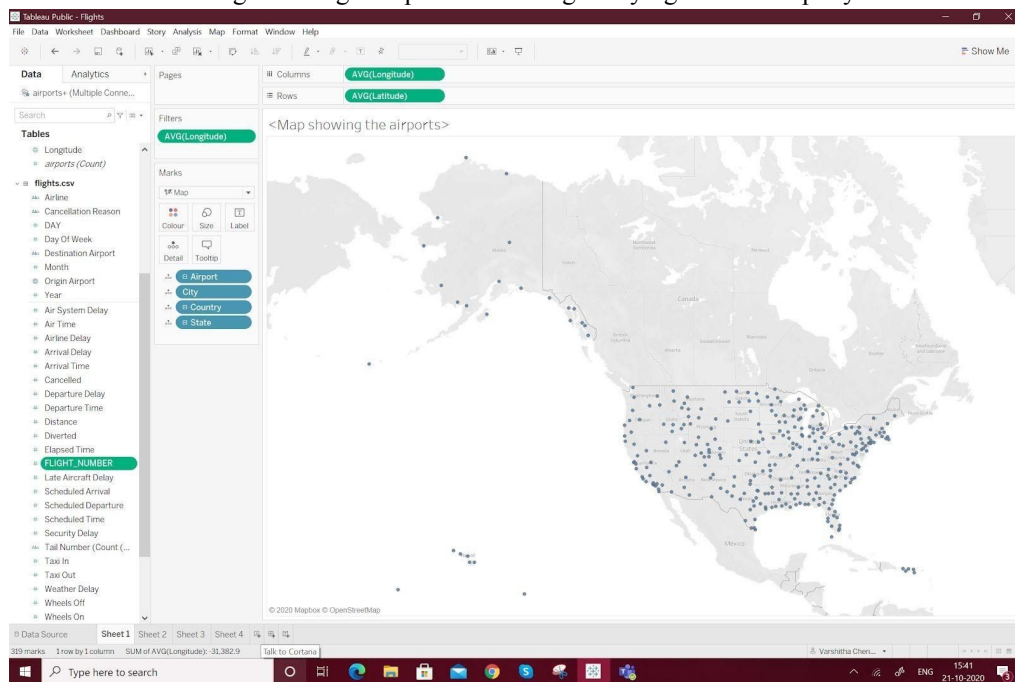 Tableau Public - Flights
File Data Worksheet Dashboard Story Analysis Map Format Window Help
Show Me
Data Analytics
Pages
Columns AVG(Longitude)
Rows AVG(Latitude)
airports+ (Multiple Conne...
Search
Tables
Longitude
airports (Count)
flights.csv
Airline
Cancellation Reason
DAY
Day Of Week
Destination Airport
Month
Origin Airport
Year
Air System Delay
Air Time
Airline Delay
Arrival Delay
Arrival Time
Cancelled
Departure Delay
Departure Time
Distance
Diverted
Elapsed Time
FLIGHT_NUMBER
Late Aircraft Delay
Scheduled Arrival
Scheduled Departure
Scheduled Time
Security Delay
Tail Number (Count (...
Taxi In
Taxi Out
Weather Delay
Wheels Off
Wheels On
Filters
AVG(Longitude)
Marks
Map
Colour Size Label
Detail Tooltip
Airport
City
Country
State
<Map showing the airports>
Canada
United States
Mexico
© 2020 Mapbox © OpenStreetMap
Data Source Sheet 1 Sheet 2 Sheet 3 Sheet 4
319 marks 1 row by 1 column SUM of AVG(Longitude): -31,382.9
Talk to Cortana
Varshitha Chen...
Type here to search
ENG
15:41
21-10-2020